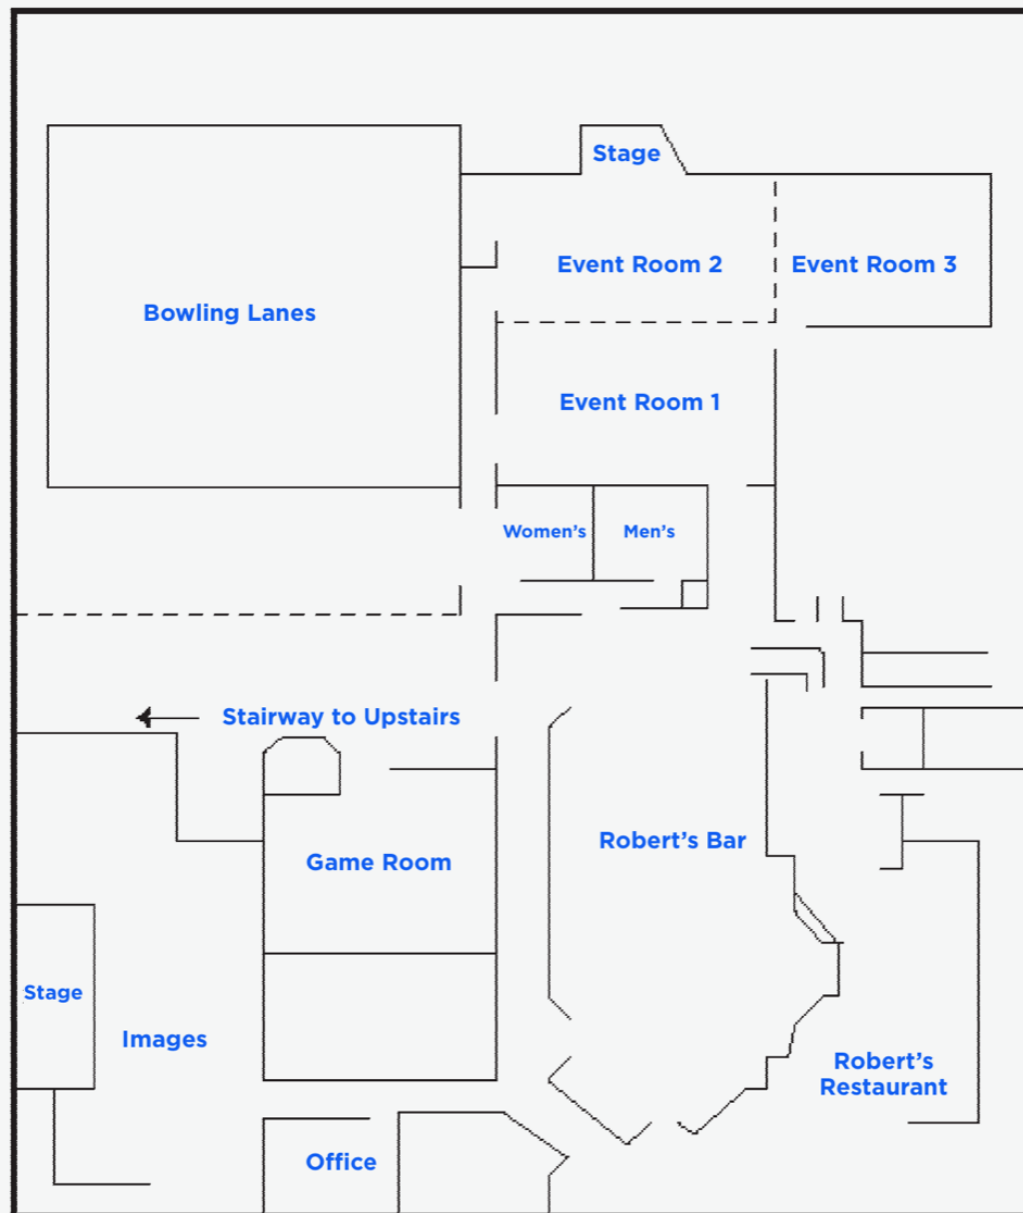 Stage
Event Room 2
Event Room 3
Bowling Lanes
Event Room 1
Women's
Men's
Stairway to Upstairs
Robert's Bar
Game Room
Stage
Images
Robert's
Restaurant
Office